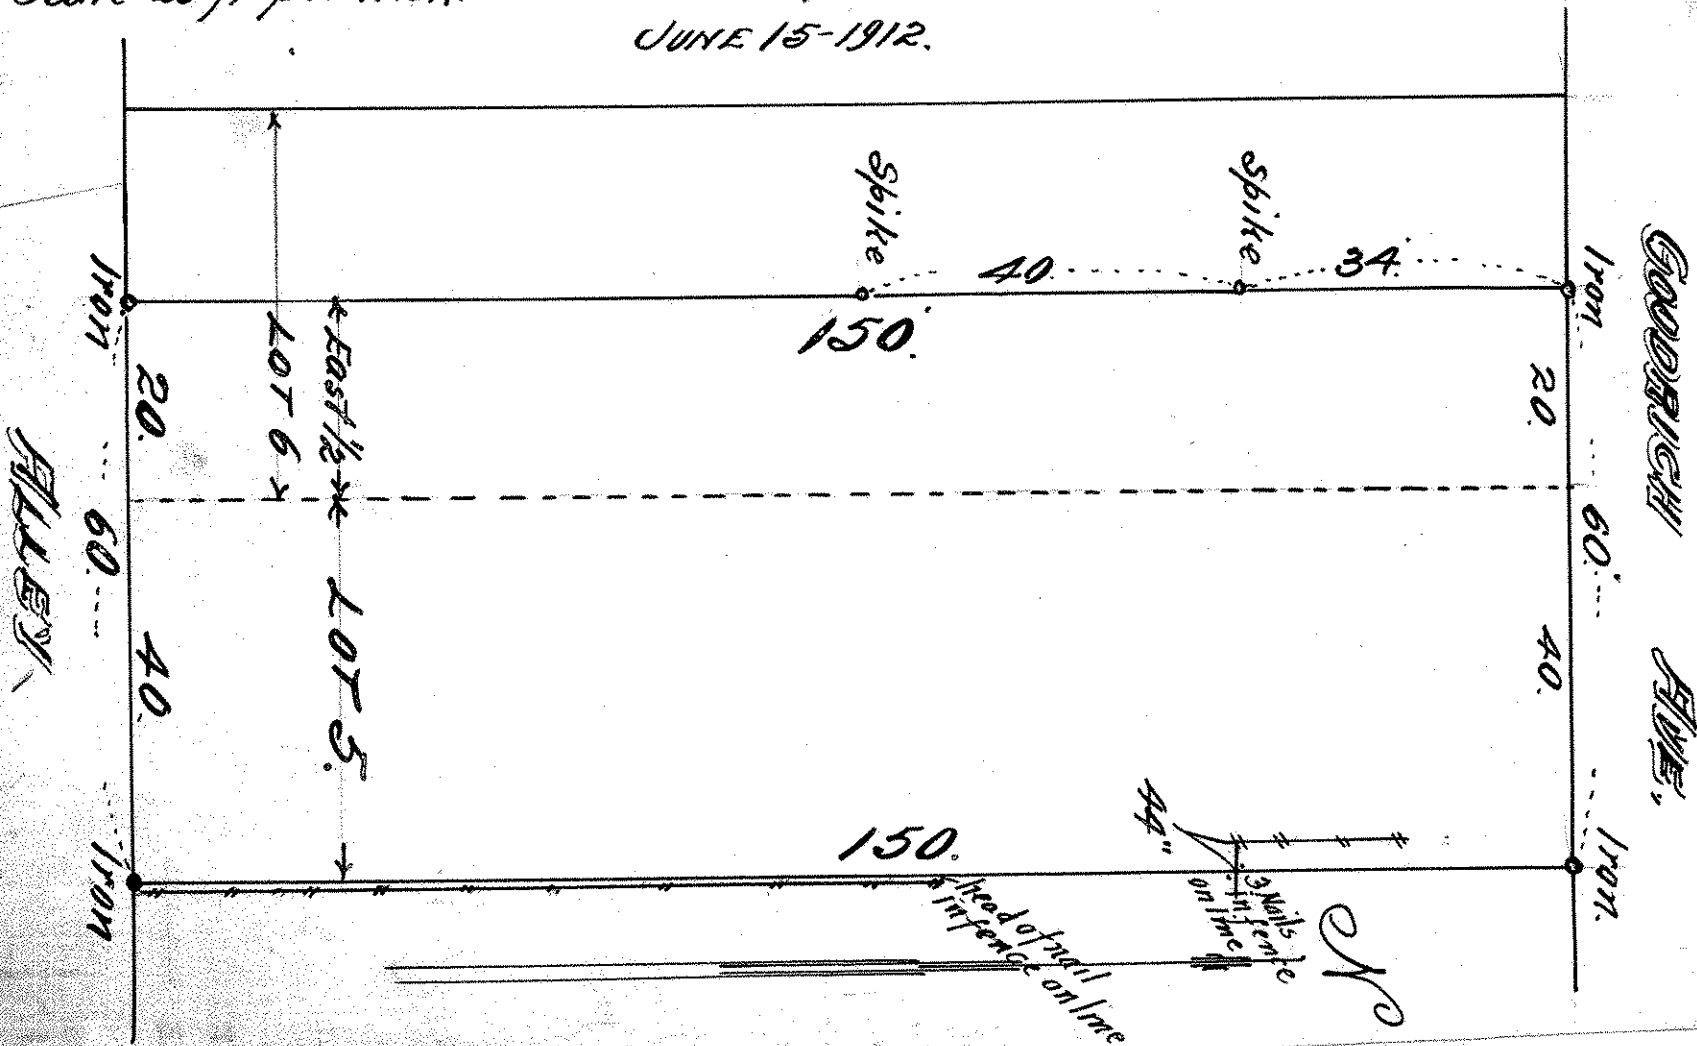 JUNE 15-1912.
Spike
Spike
40.
34.
Iron
Iron
GOODRICH AVE.
150.
LOT 6
EAST 1/2
20.
20.
ALLEY
60.
60.
LOT 5.
40.
40.
44"
150.
Iron
Iron.
3 Nails
in fence
on line
head of nail
in fence on line
N